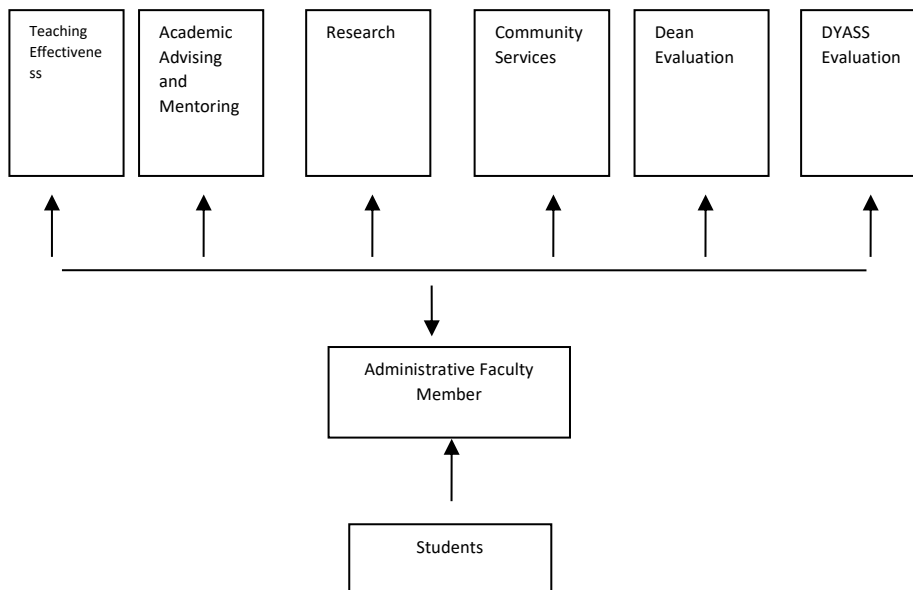 Teaching
Effectivene
ss
Academic
Advising
and
Mentoring
Research
Community
Services
Dean
Evaluation
DYASS
Evaluation
Administrative Faculty
Member
Students